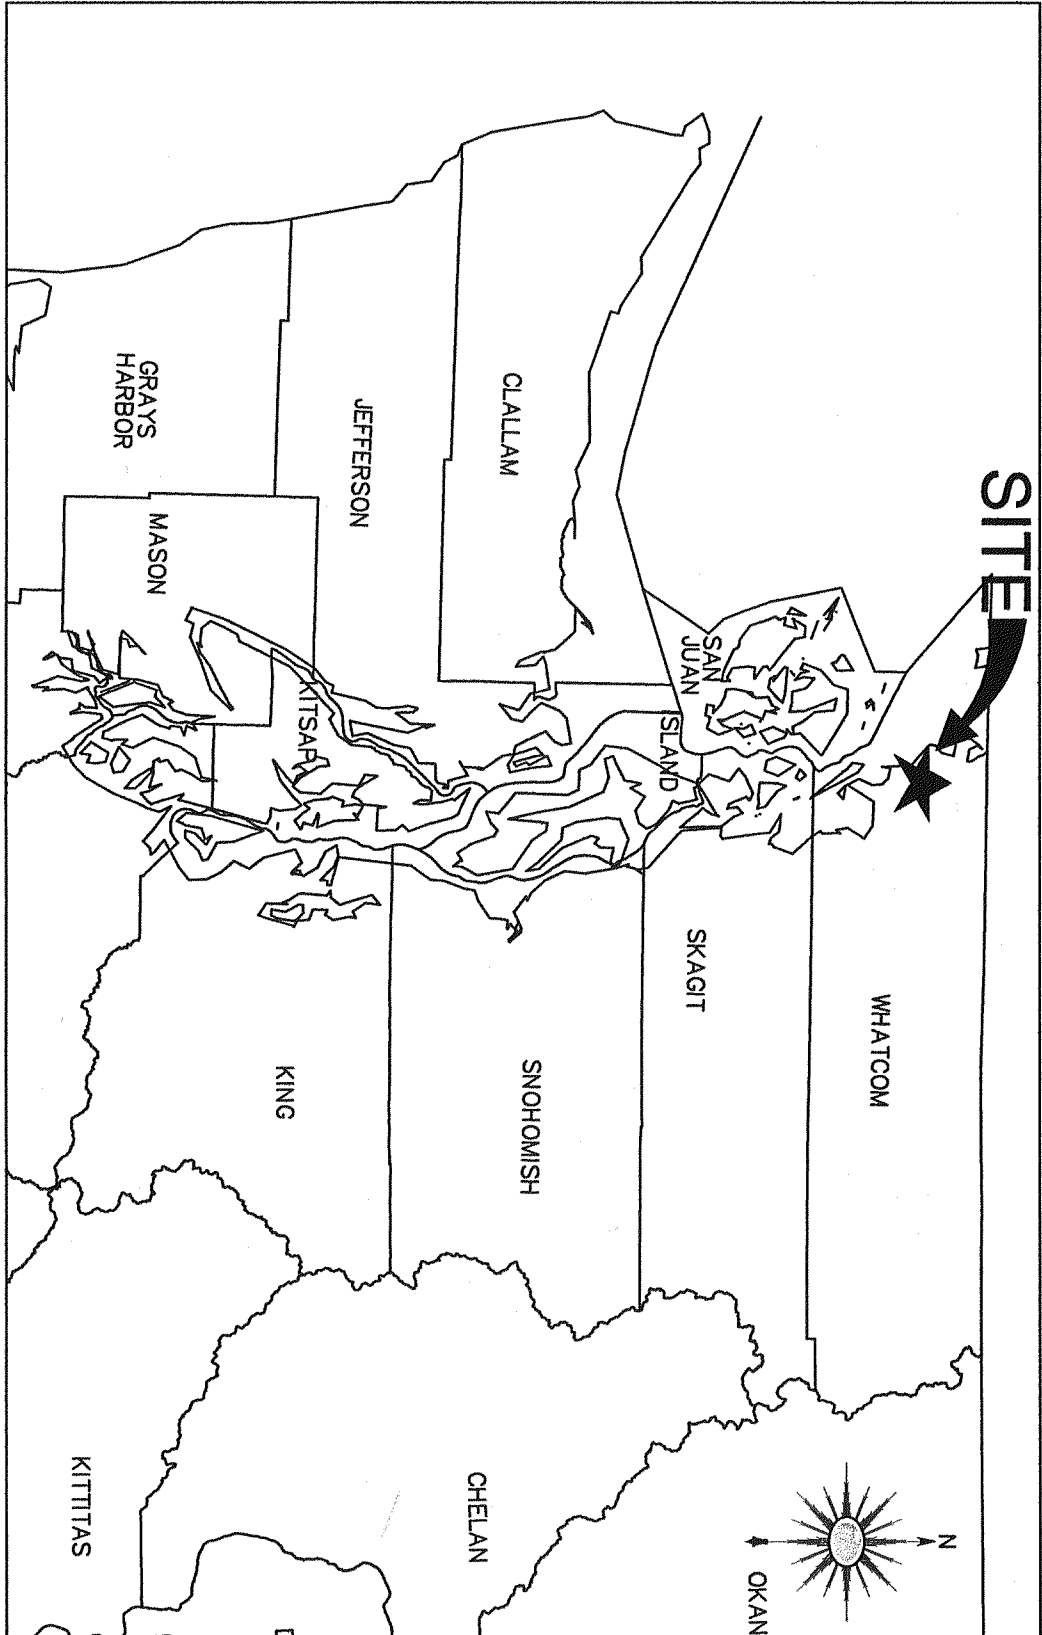 SITE
WHATCOM
N
OKAN
SAN
JUAN
SKAGIT
ISLAND
CLALLAM
SNOHOMISH
CHELAN
JEFFERSON
KITSAP
KING
GRAYS
HARBOR
MASON
KITTITAS